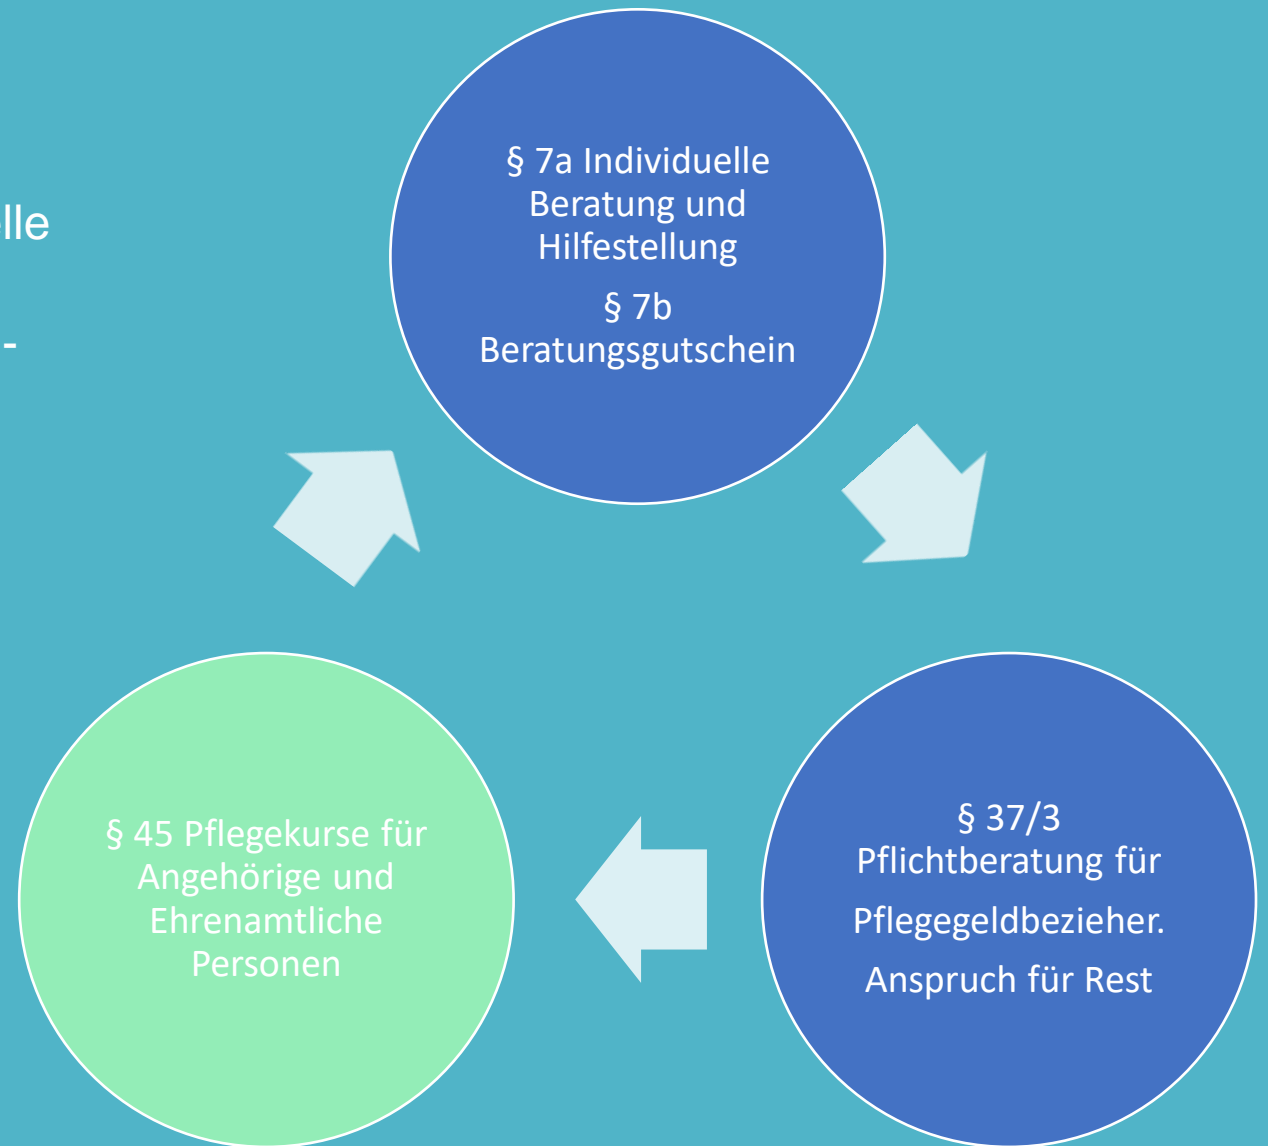 elle
-
§ 7a Individuelle
Beratung und
Hilfestellung
§ 7b
Beratungsgutschein
§ 37/3
Pflichtberatung für
Pflegegeldbezieher.
Anspruch für Rest
§ 45 Pflegekurse für
Angehörige und
Ehrenamtliche
Personen